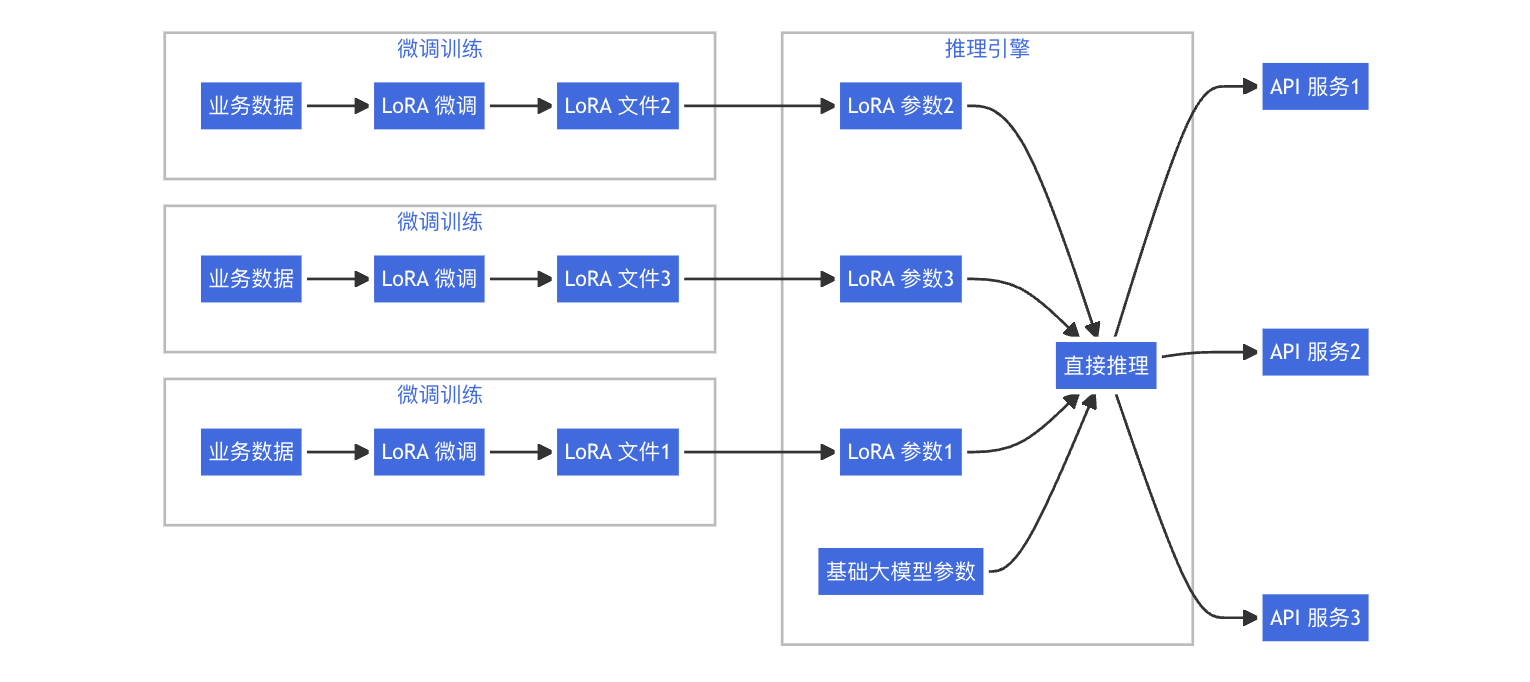 微调训练
业务数据
LoRA 微调
LoRA 文件2
微调训练
业务数据
LoRA 微调
LoRA 文件3
微调训练
业务数据
LoRA 微调
LoRA 文件1
推理引擎
LoRA 参数2
LoRA 参数3
LoRA 参数1
基础大模型参数
直接推理
API 服务1
API 服务2
API 服务3